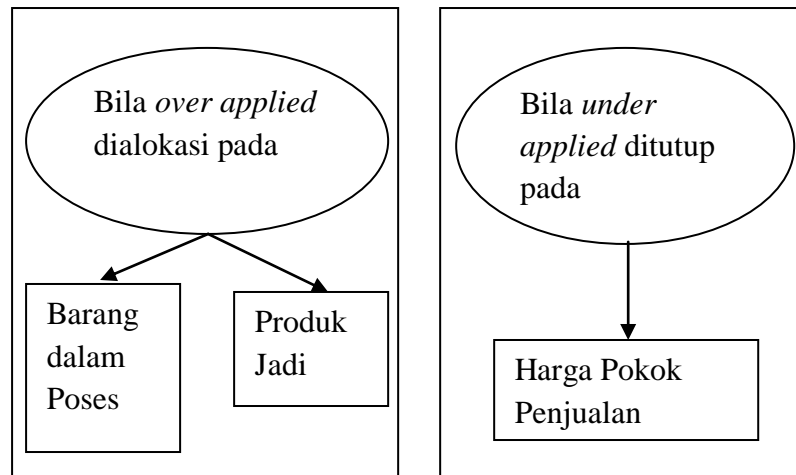 Bila over applied
dialokasi pada
Barang
dalam
Poses
Produk
Jadi
Bila under
applied ditutup
pada
Harga Pokok
Penjualan